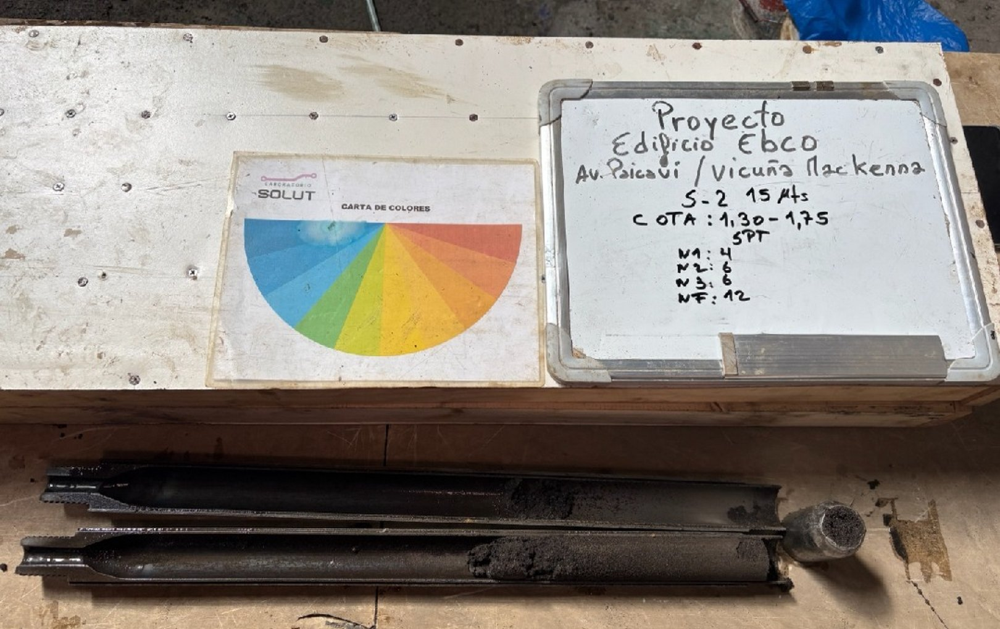 LABORATORIO
SOLUT
CARTA DE COLORES
Proyecto
Edificio Ebco
Av. Paicavi / Vicuña Mackenna
S-2 15 Mts
COTA : 1,30 - 1,75
SPT
N1: 4
N2: 6
N3: 6
NF: 12